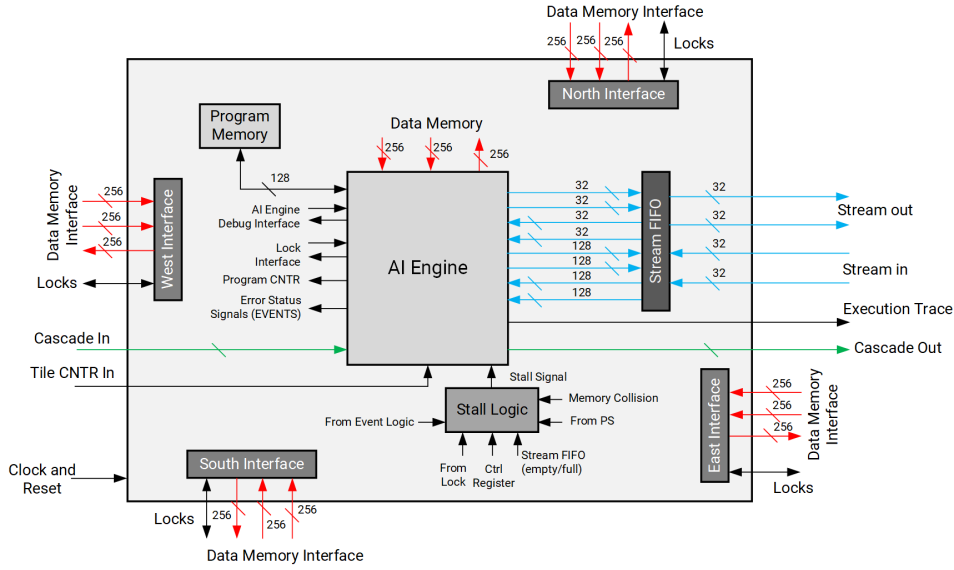 Data Memory Interface
256
256
256
Locks
North Interface
Program
Memory
Data Memory
256
256
256
128
32
32
32
32
128
128
128
128
Stream FIFO
32
32
Stream out
32
32
Stream in
256
256
256
Data Memory
Interface
West Interface
Locks
AI Engine
Debug Interface
Lock
Interface
Program CNTR
Error Status
Signals (EVENTS)
AI Engine
Execution Trace
Cascade In
Cascade Out
Tile CNTR In
Stall Signal
Stall Logic
Memory Collision
From PS
From Event Logic
From
Lock
Ctrl
Register
Stream FIFO
(empty/full)
East Interface
256
256
256
Data Memory
Interface
Locks
Clock and
Reset
South Interface
Locks
256
256
256
Data Memory Interface